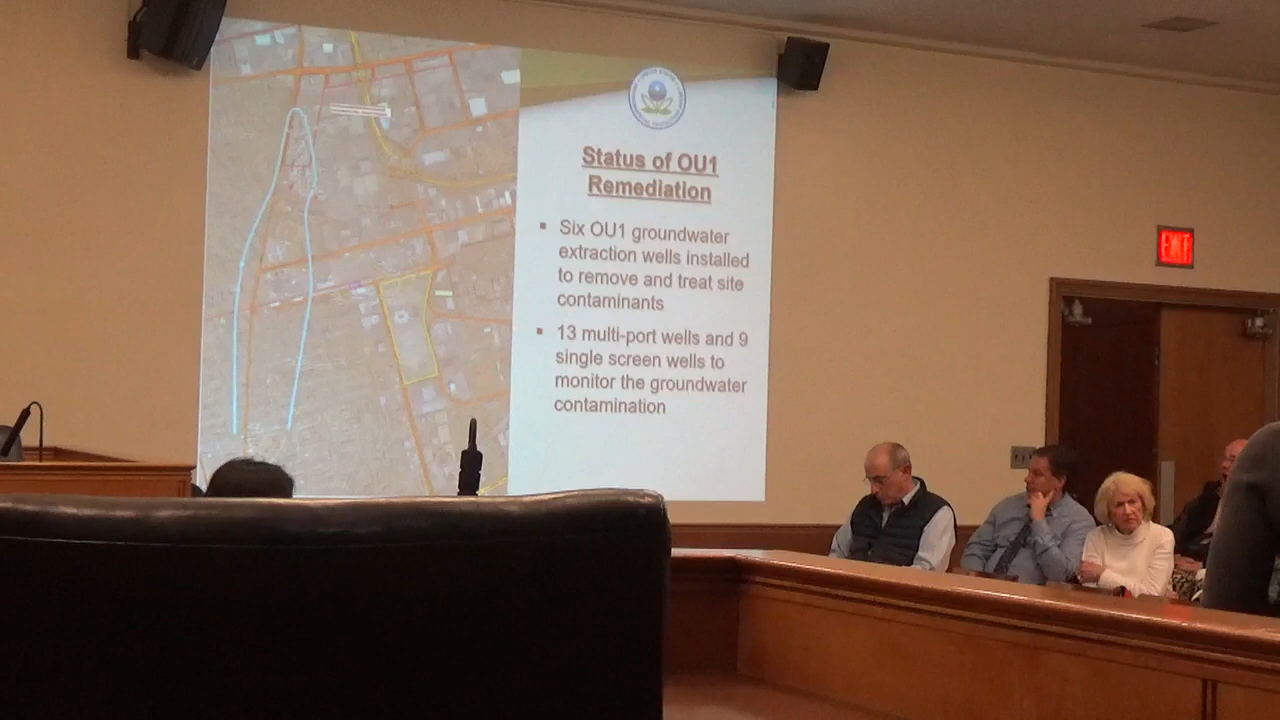 Status of OU1
Remediation
Six OU1 groundwater
extraction wells installed
to remove and treat site
contaminants
13 multi-port wells and 9
single screen wells to
monitor the groundwater
contamination
EXIT